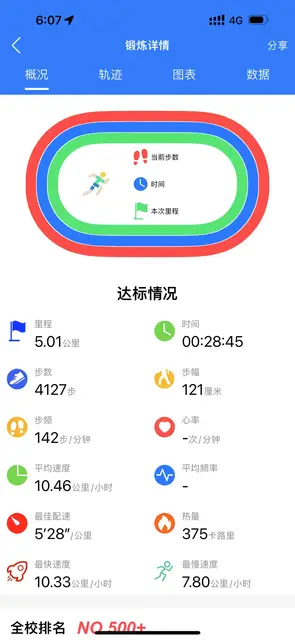 6:07 4G
锻炼详情 分享
概况 轨迹 图表 数据
当前步数
时间
本次里程
达标情况
里程 时间
5.01公里 00:28:45
步数 步幅
4127步 121厘米
步频 心率
142步/分钟 -次/分钟
平均速度 平均频率
10.46公里/小时 -
最佳配速 热量
5'28"/公里 375卡路里
最快速度 最慢速度
10.33公里/小时 7.80公里/小时
全校排名 NO 500+